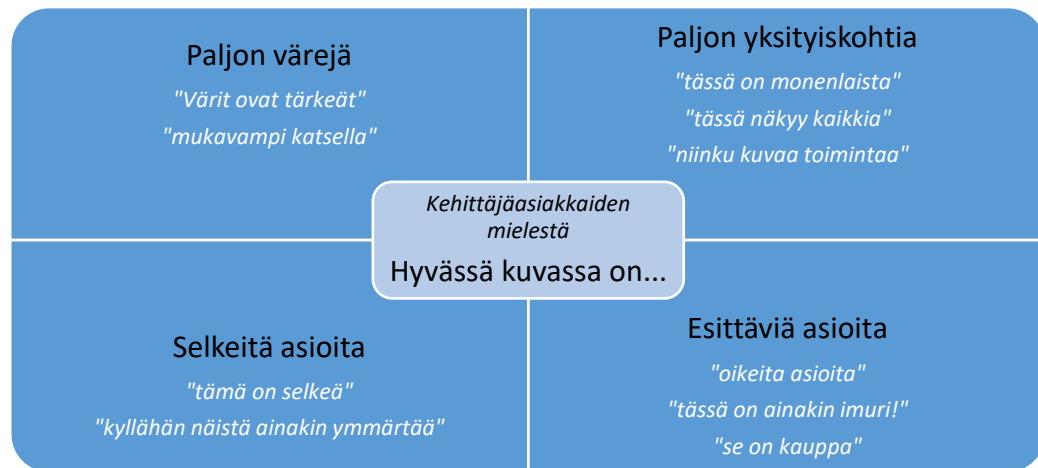 Paljon värejä
"Värit ovat tärkeät"
"mukavampi katsella"
Paljon yksityiskohtia
"tässä on monenlaista"
"tässä näkyy kaikkia"
"niinku kuvaa toimintaa"
Kehittäjäasiakkaiden
mielestä
Hyvässä kuvassa on...
Selkeitä asioita
"tämä on selkeä"
"kyllähän näistä ainakin ymmärtää"
Esittäviä asioita
"oikeita asioita"
"tässä on ainakin imuri!"
"se on kauppa"